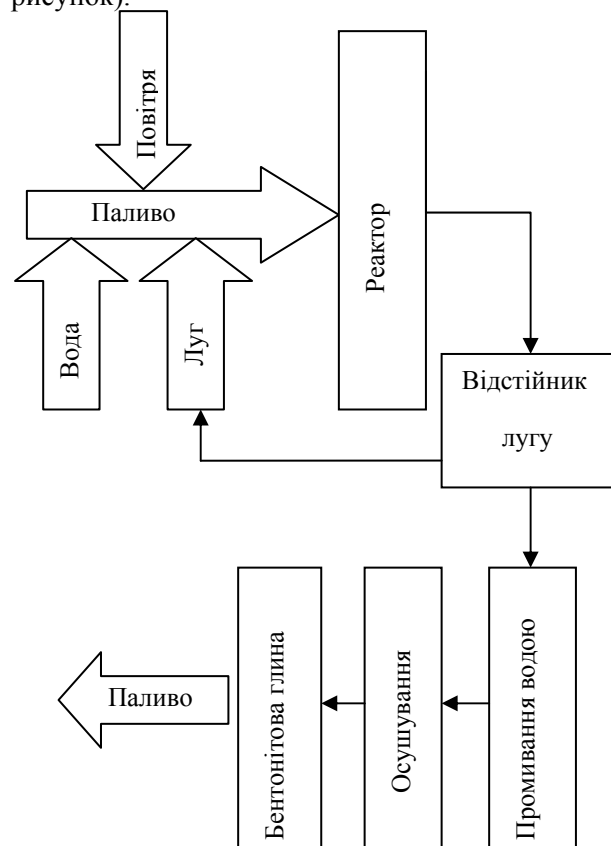 рисунок).
Повітря
Паливо
Вода
Луг
Реактор
Відстійник
лугу
Паливо
Бентонітова глина
Осушування
Промивання водою